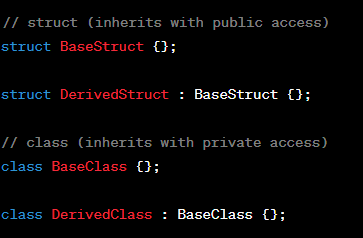 // struct (inherits with public access)
struct BaseStruct {};
struct DerivedStruct : BaseStruct {};
// class (inherits with private access)
class BaseClass {};
class DerivedClass : BaseClass {};